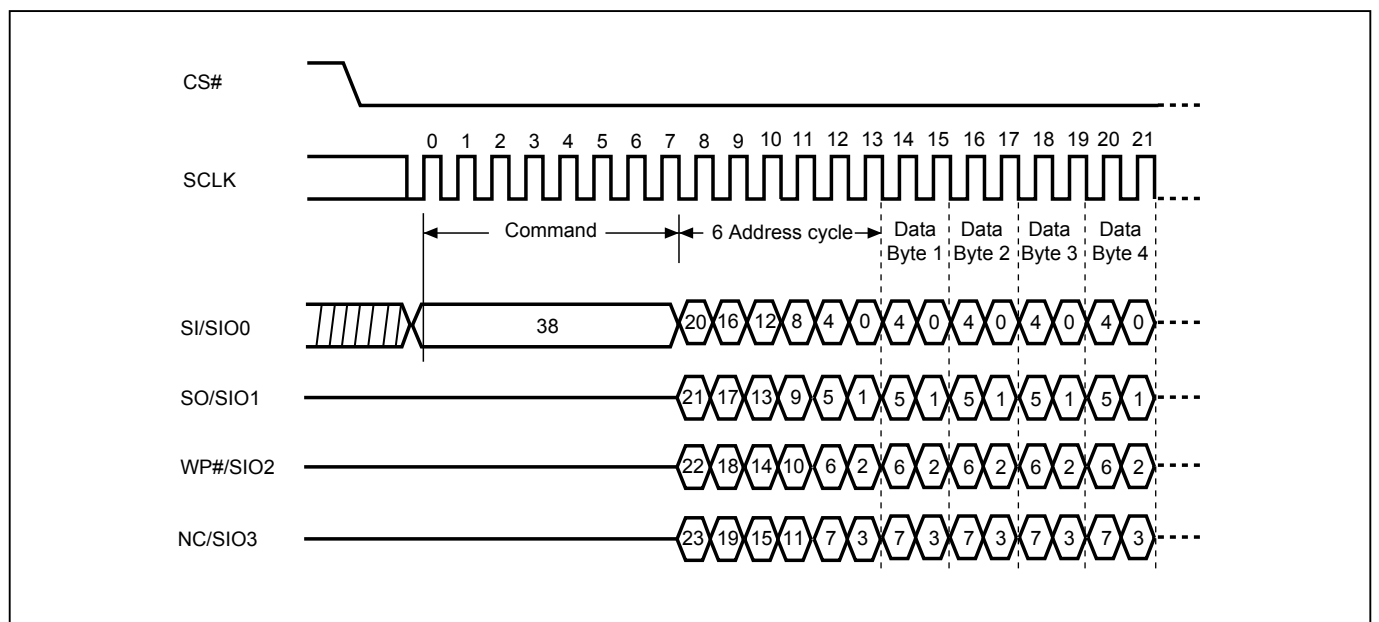 CS#
0 1 2 3 4 5 6 7 8 9 10 11 12 13 14 15 16 17 18 19 20 21
SCLK
Command 6 Address cycle Data Data Data Data
Byte 1 Byte 2 Byte 3 Byte 4
SI/SIO0 38 20 16 12 8 4 0 4 0 4 0 4 0 4 0
SO/SIO1 21 17 13 9 5 1 5 1 5 1 5 1 5 1
WP#/SIO2 22 18 14 10 6 2 6 2 6 2 6 2 6 2
NC/SIO3 23 19 15 11 7 3 7 3 7 3 7 3 7 3